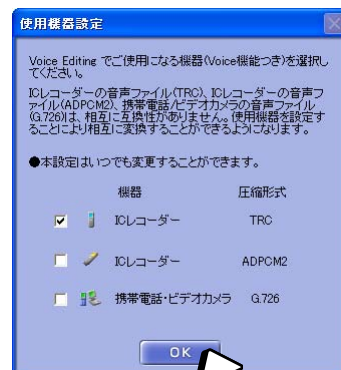 使用機器設定
Voice Editing でご使用になる機器(Voice機能つき)を選択し
てください。
ICレコーダーの音声ファイル(TRC)、ICレコーダーの音声フ
ァイル(ADPCM2)、携帯電話/ビデオカメラの音声ファイル
(G.726)は、相互に互換性がありません。使用機器を設定す
ることにより相互に変換することができるようになります。
●本設定はいつでも変更することができます。
機器 圧縮形式
ICレコーダー TRC
ICレコーダー ADPCM2
携帯電話・ビデオカメラ G.726
OK